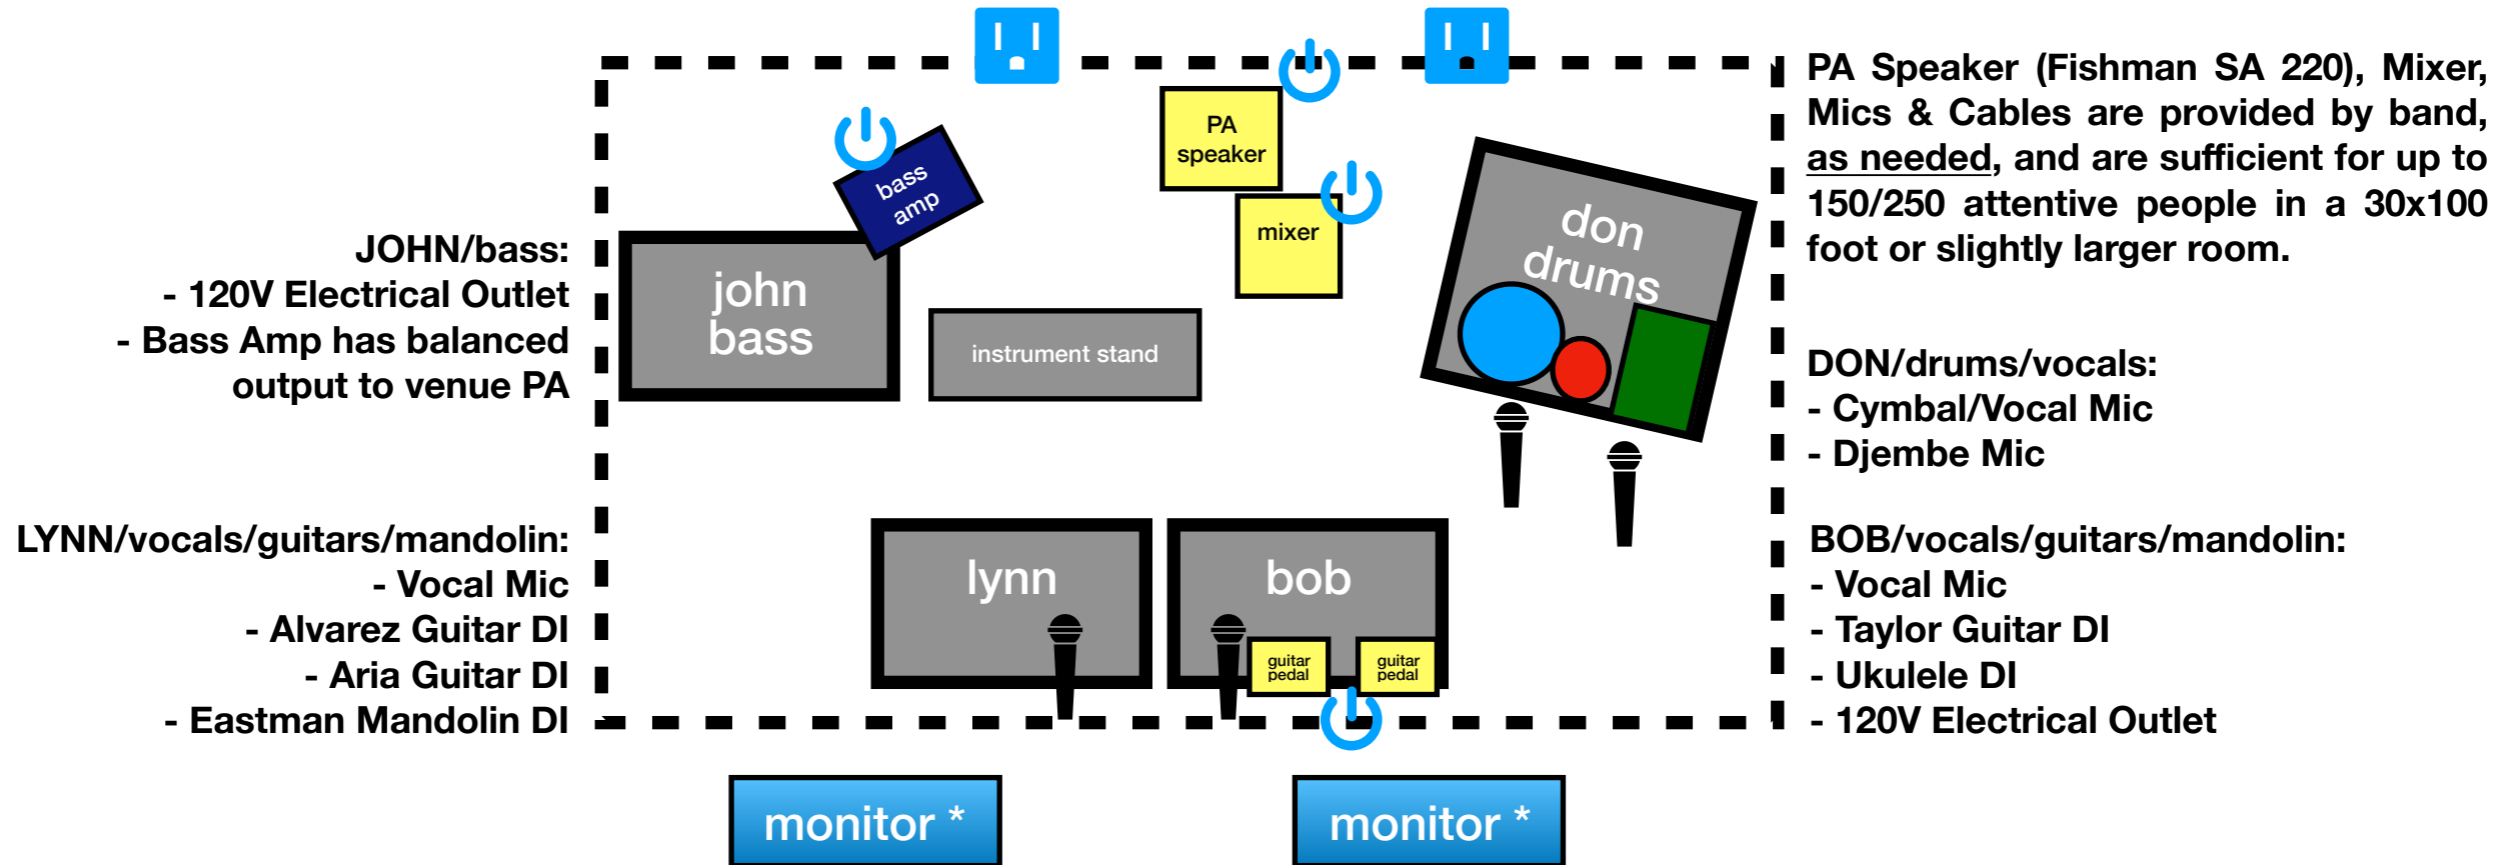 PA Speaker (Fishman SA 220), Mixer,
Mics & Cables are provided by band,
as needed, and are sufficient for up to
150/250 attentive people in a 30x100
foot or slightly larger room.
PA
speaker
mixer
bass
amp
don
drums
JOHN/bass:
- 120V Electrical Outlet
- Bass Amp has balanced
output to venue PA
john
bass
instrument stand
DON/drums/vocals:
- Cymbal/Vocal Mic
- Djembe Mic
LYNN/vocals/guitars/mandolin:
- Vocal Mic
- Alvarez Guitar DI
- Aria Guitar DI
- Eastman Mandolin DI
lynn
bob
guitar
pedal
guitar
pedal
BOB/vocals/guitars/mandolin:
- Vocal Mic
- Taylor Guitar DI
- Ukulele DI
- 120V Electrical Outlet
monitor *
monitor *